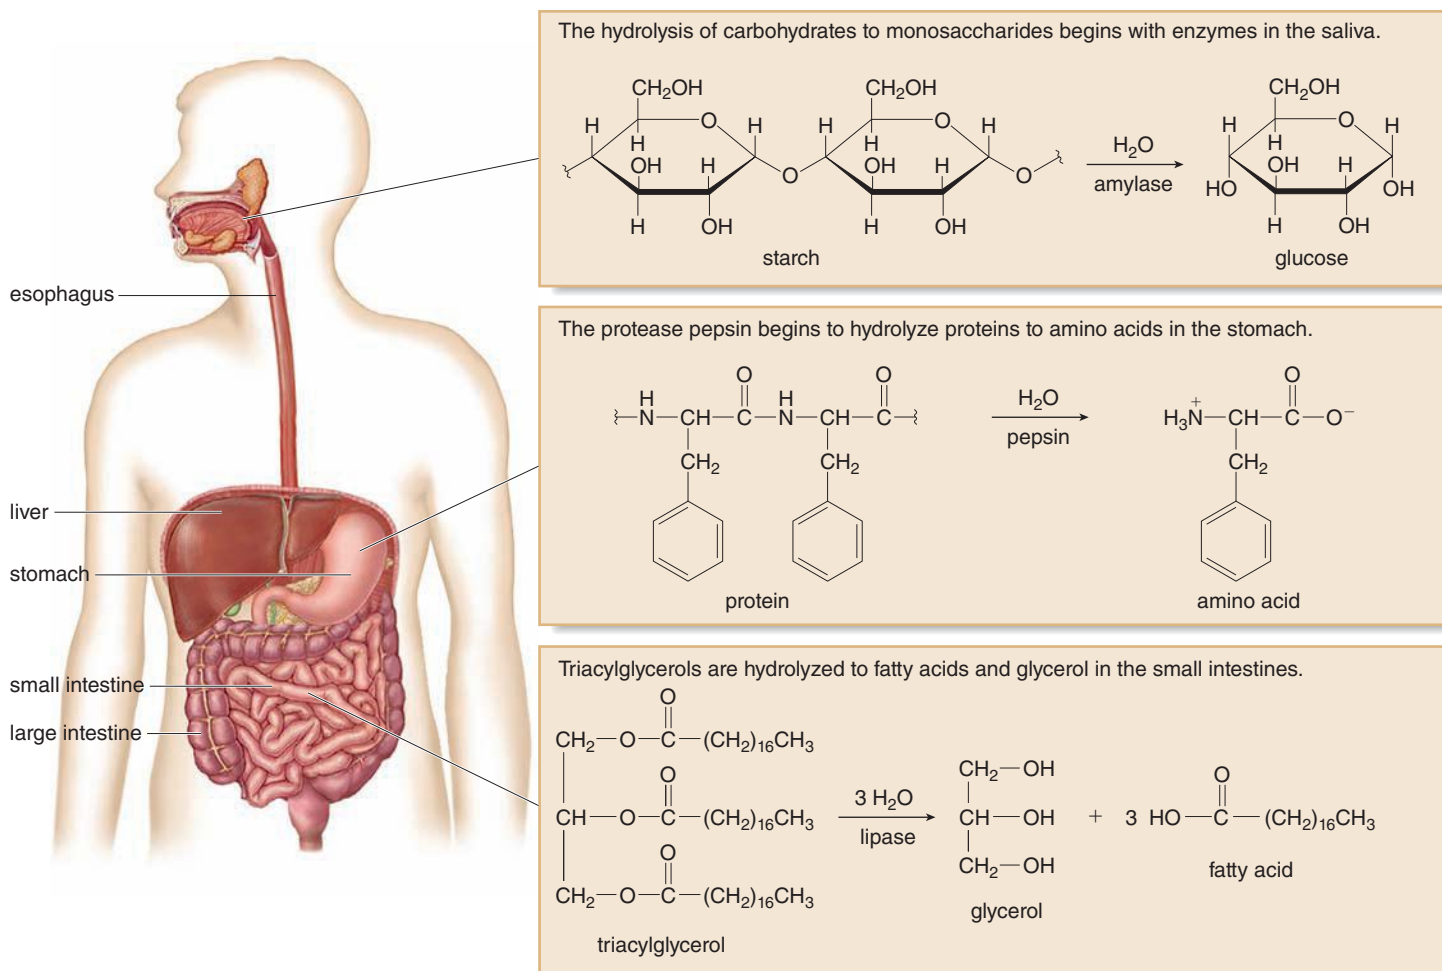 The hydrolysis of carbohydrates to monosaccharides begins with enzymes in the saliva.
CH₂OH CH₂OH CH₂OH
H O H H O H H O H
H H H
OH H OH H OH H
O O
H₂O
amylase
HO OH
H OH H OH H OH
starch
glucose
esophagus
The protease pepsin begins to hydrolyze proteins to amino acids in the stomach.
O O O
H H
N—CH—C—N—CH—C
H₂O
pepsin
H₃N⁺—CH—C—O⁻
CH₂ CH₂ CH₂
protein
amino acid
liver
stomach
small intestine
large intestine
Triacylglycerols are hydrolyzed to fatty acids and glycerol in the small intestines.
O
CH₂—O—C—(CH₂)₁₆CH₃
O
CH—O—C—(CH₂)₁₆CH₃
O
CH₂—O—C—(CH₂)₁₆CH₃
triacylglycerol
3 H₂O
lipase
CH₂—OH
CH—OH
CH₂—OH
glycerol
+
O
3 HO—C—(CH₂)₁₆CH₃
fatty acid